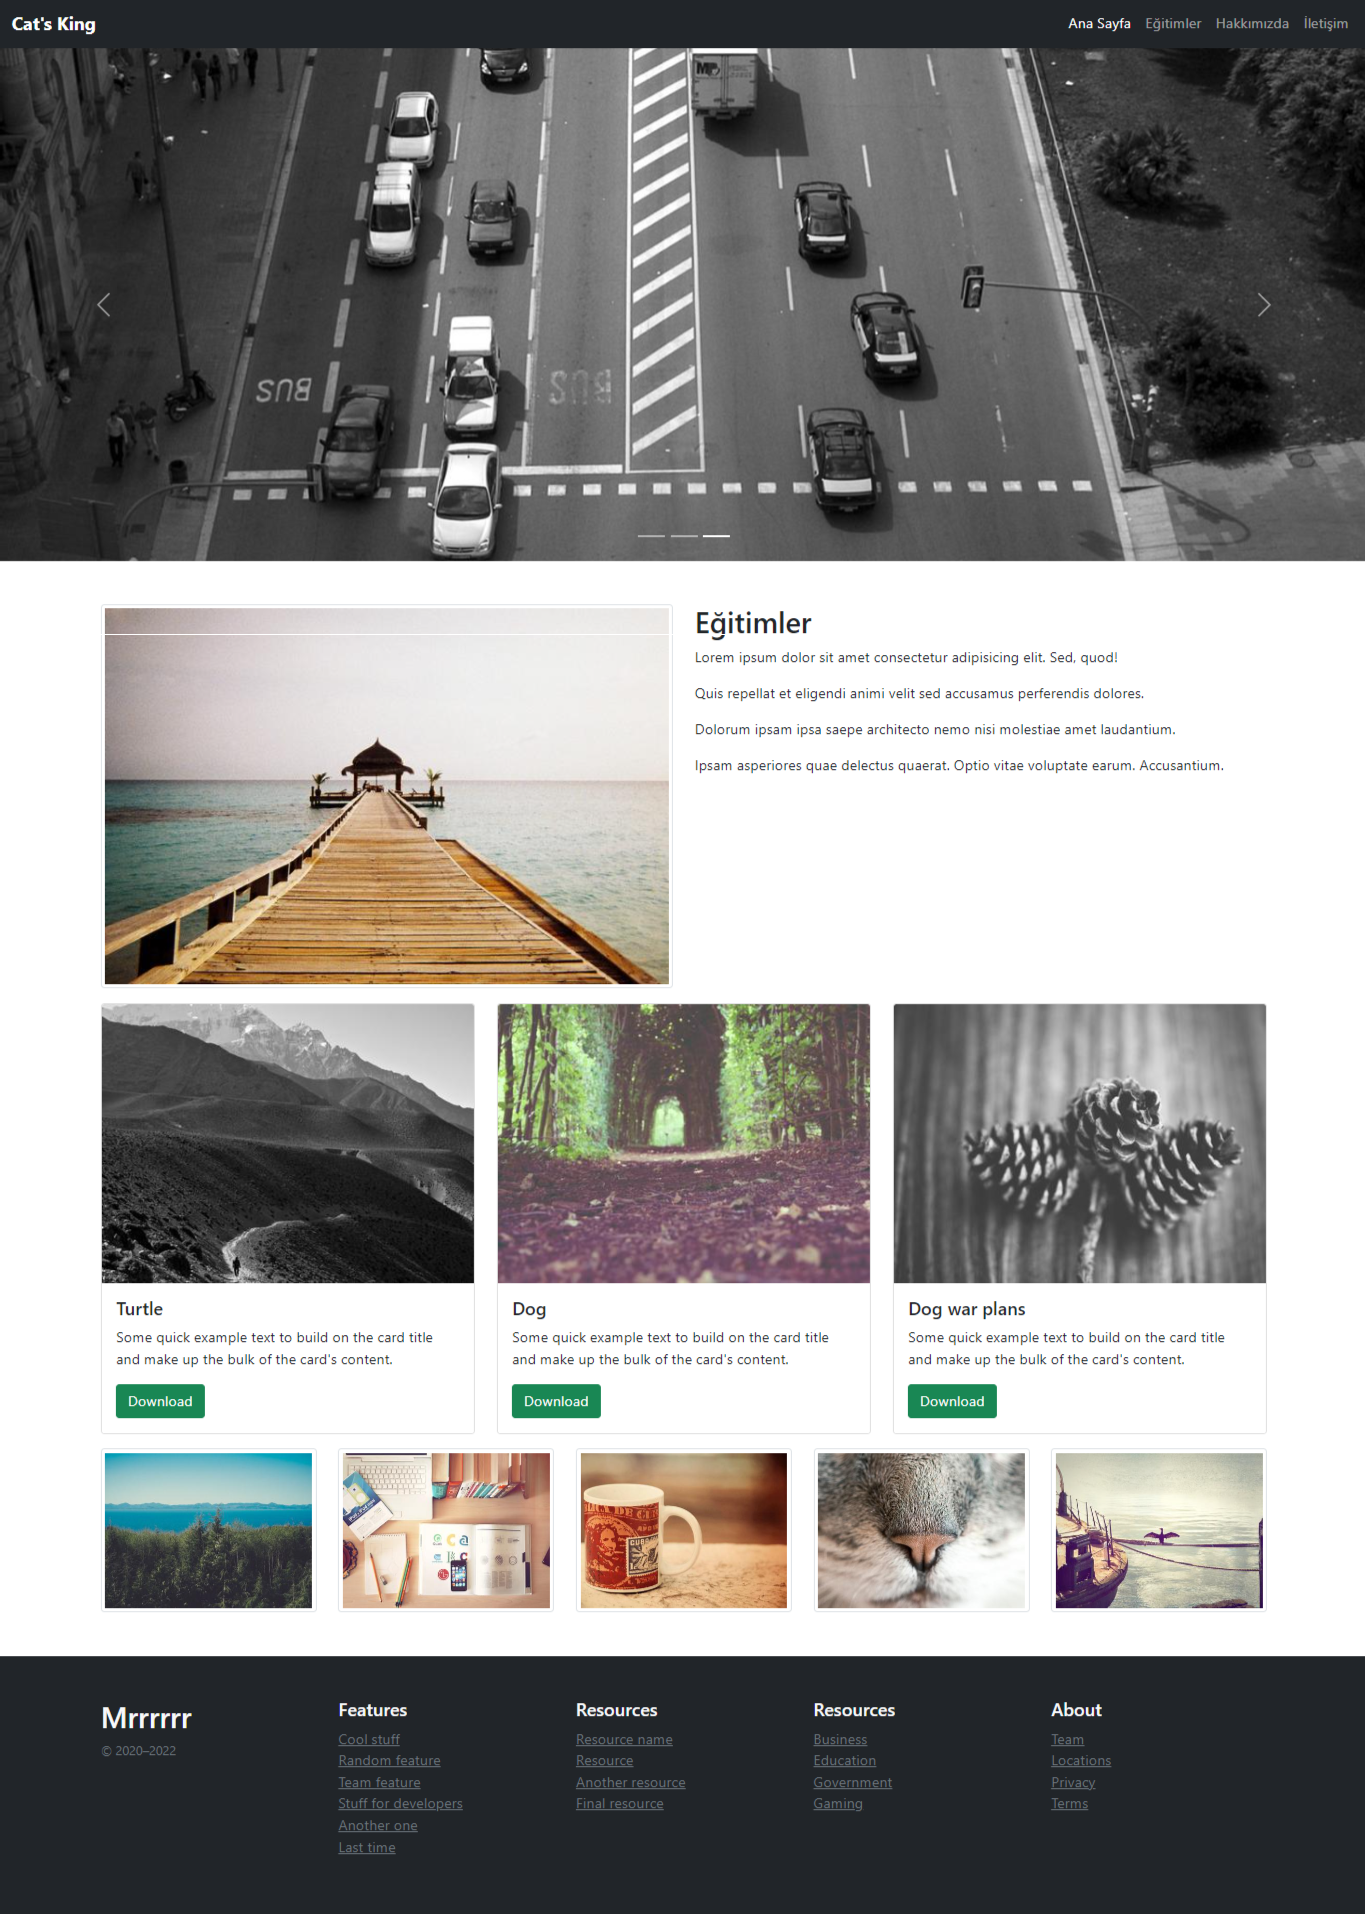 Cat's King
Ana Sayfa Eğitimler Hakkımızda İletişim
BUS
BUS
Eğitimler
Lorem ipsum dolor sit amet consectetur adipisicing elit. Sed, quod!
Quis repellat et eligendi animi velit sed accusamus perferendis dolores.
Dolorum ipsam ipsa saepe architecto nemo nisi molestiae amet laudantium.
Ipsam asperiores quae delectus quaerat. Optio vitae voluptate earum. Accusantium.
Turtle
Some quick example text to build on the card title
and make up the bulk of the card's content.
Download
Dog
Some quick example text to build on the card title
and make up the bulk of the card's content.
Download
Dog war plans
Some quick example text to build on the card title
and make up the bulk of the card's content.
Download
Mrrrrrr
© 2020–2022
Features
Cool stuff
Random feature
Team feature
Stuff for developers
Another one
Last time
Resources
Resource name
Resource
Another resource
Final resource
Resources
Business
Education
Government
Gaming
About
Team
Locations
Privacy
Terms